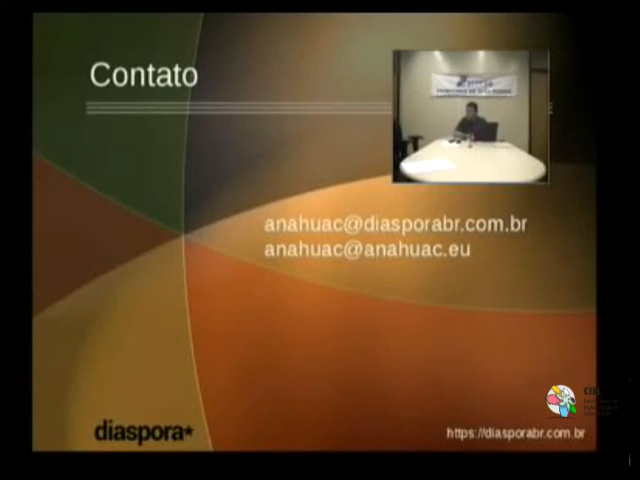 Contato
anahuac@diasporabr.com.br
anahuac@anahuac.eu
diaspora*
https://diasporabr.com.br